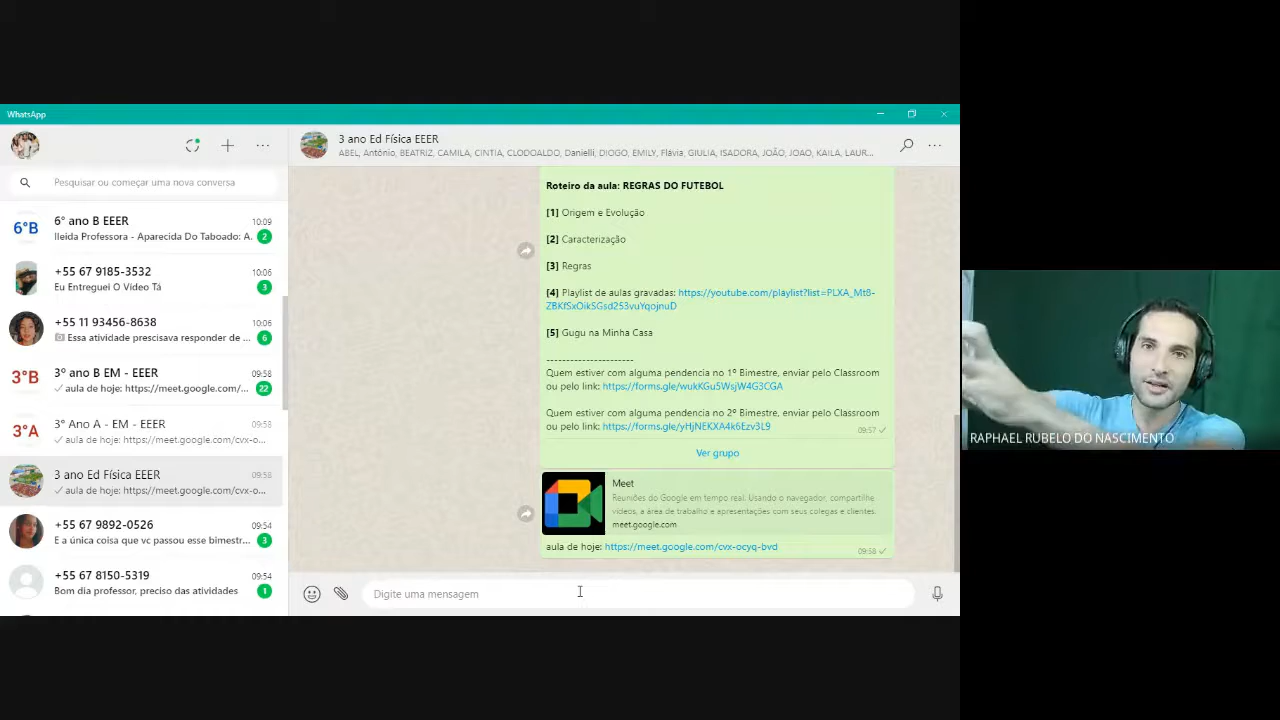 WhatsApp
Pesquisar ou começar uma nova conversa
6° ano B EEER 10:09
Ileida Professora - Aparecida Do Taboado: A. 2
6°B
+55 67 9185-3532 10:06
Eu Entreguei O Vídeo Tá 3
+55 11 93456-8638 10:06
Essa atividade prescisava responder de ... 6
3º ano B EM - EEER 09:58
aula de hoje: https://meet.google.com/... 22
3°B
3º Ano A - EM - EEER 09:58
aula de hoje: https://meet.google.com/cvx-o...
3°A
3 ano Ed Física EEER 09:58
aula de hoje: https://meet.google.com/cvx-o...
+55 67 9892-0526 09:54
E a única coisa que vc passou esse bimestr... 3
+55 67 8150-5319 09:54
Bom dia professor, preciso das atividades 1
3 ano Ed Física EEER
ABEL, Antônio, BEATRIZ, CAMILA, CINTIA, CLODOALDO, Danielli, DIOGO, EMILY, Flávia, GIULIA, ISADORA, JOÃO, JOAO, KAILA, LAUR...
Roteiro da aula: REGRAS DO FUTEBOL
[1] Origem e Evolução
[2] Caracterização
[3] Regras
[4] Playlist de aulas gravadas: https://youtube.com/playlist?list=PLXA_Mt8-
ZBKfSxOikSGsd253vuYqojnuD
[5] Gugu na Minha Casa
-----------------------
Quem estiver com alguma pendencia no 1º Bimestre, enviar pelo Classroom
ou pelo link: https://forms.gle/wukKGu5WsjW4G3CGA
Quem estiver com alguma pendencia no 2º Bimestre, enviar pelo Classroom
ou pelo link: https://forms.gle/yHjNEKXA4k6Ezv3L9
09:57
Ver grupo
Meet
Reuniões do Google em tempo real. Usando o navegador, compartilhe
vídeos, a área de trabalho e apresentações com seus colegas e clientes.
meet.google.com
aula de hoje: https://meet.google.com/cvx-ocyq-bvd
09:58
Digite uma mensagem
RAPHAEL RUBELO DO NASCIMENTO